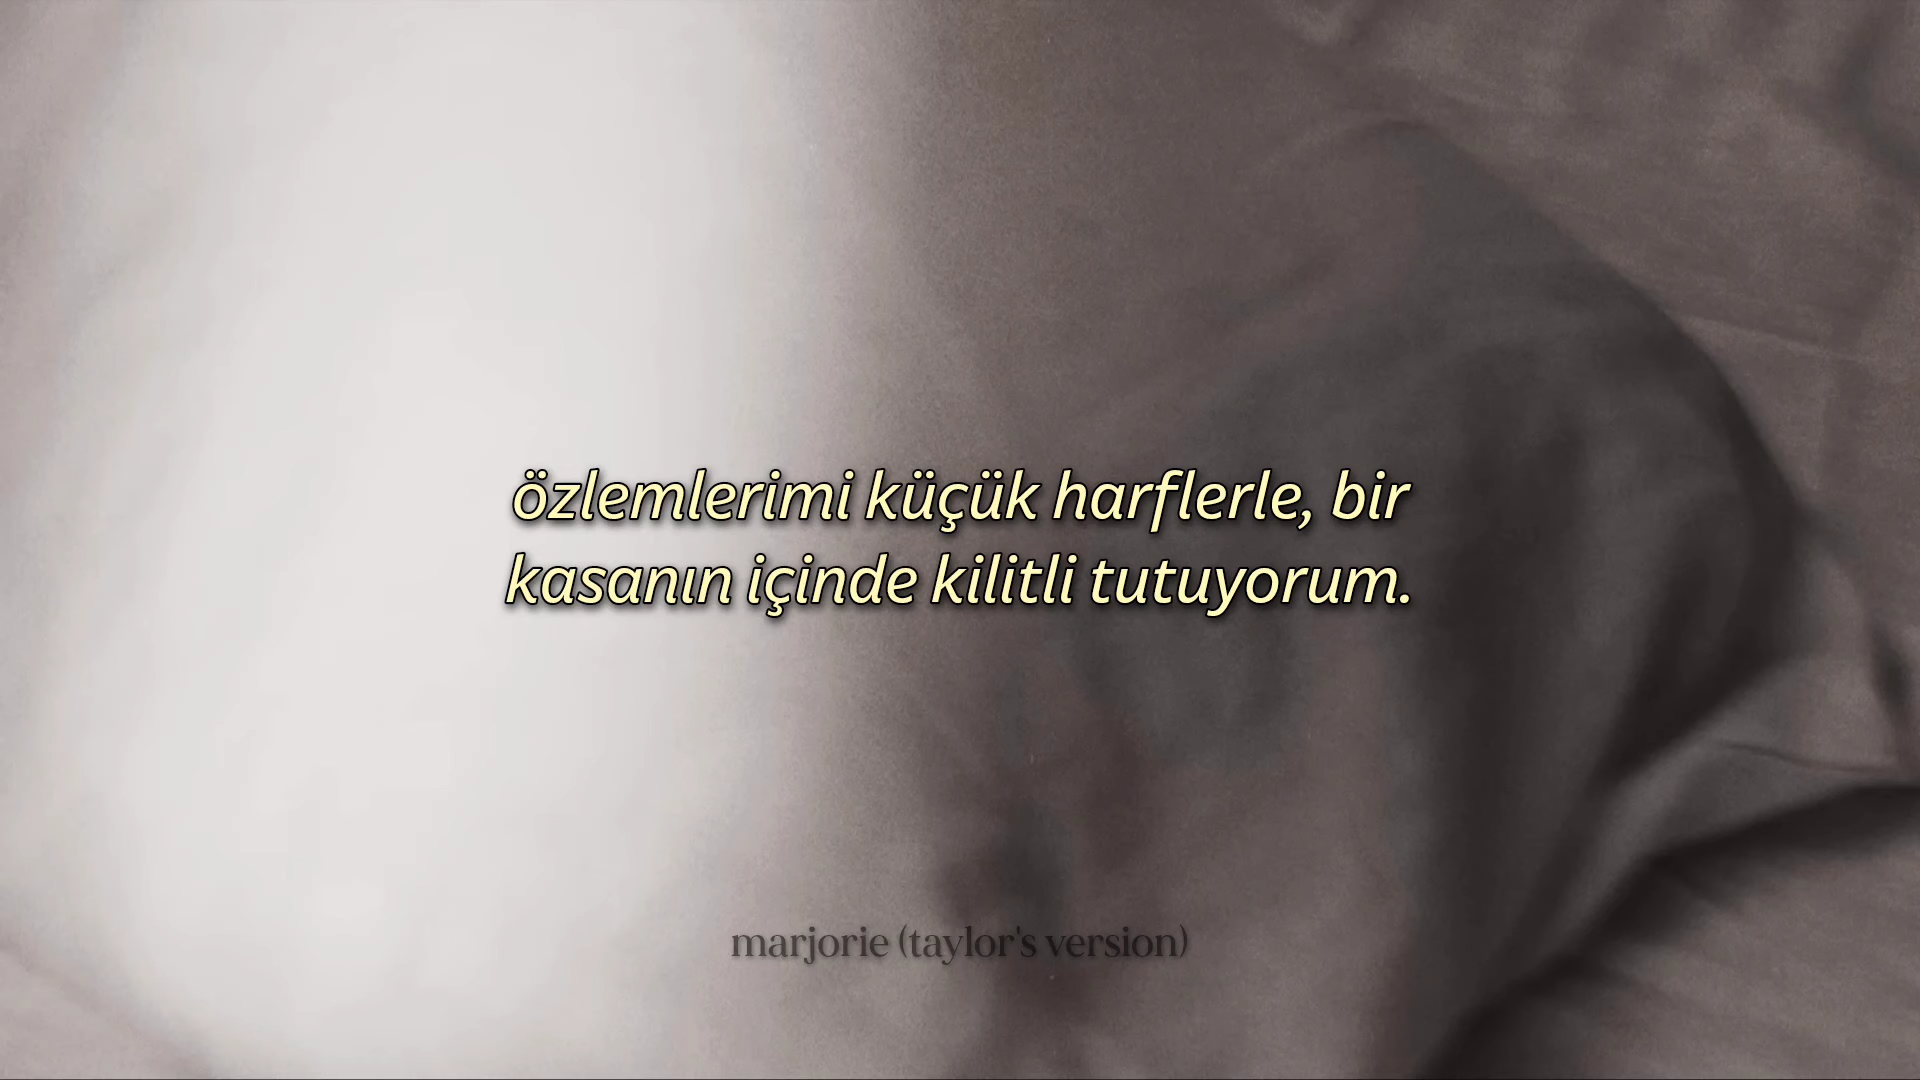 özlemlerimi küçük harflerle, bir
kasanın içinde kilitli tutuyorum.
marjorie (taylor's version)